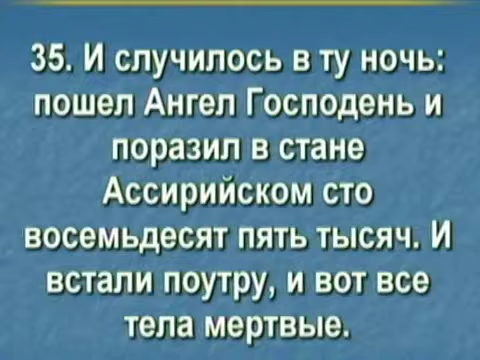 35. И случилось в ту ночь:
пошел Ангел Господень и
поразил в стане
Ассирийском сто
восемьдесят пять тысяч. И
встали поутру, и вот все
тела мертвые.